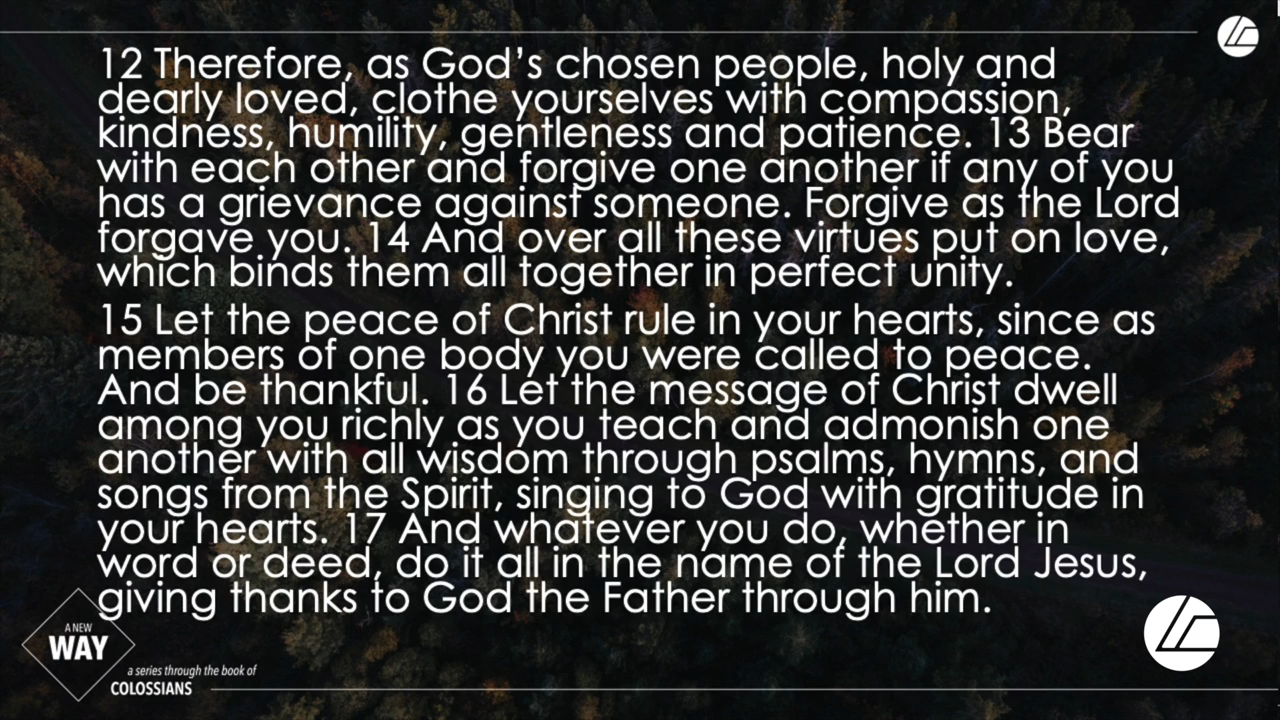 12 Therefore, as God’s chosen people, holy and
dearly loved, clothe yourselves with compassion,
kindness, humility, gentleness and patience. 13 Bear
with each other and forgive one another if any of you
has a grievance against someone. Forgive as the Lord
forgave you. 14 And over all these virtues put on love,
which binds them all together in perfect unity.
15 Let the peace of Christ rule in your hearts, since as
members of one body you were called to peace.
And be thankful. 16 Let the message of Christ dwell
among you richly as you teach and admonish one
another with all wisdom through psalms, hymns, and
songs from the Spirit, singing to God with gratitude in
your hearts. 17 And whatever you do, whether in
word or deed, do it all in the name of the Lord Jesus,
giving thanks to God the Father through him.
A NEW
WAY
a series through the book of
COLOSSIANS